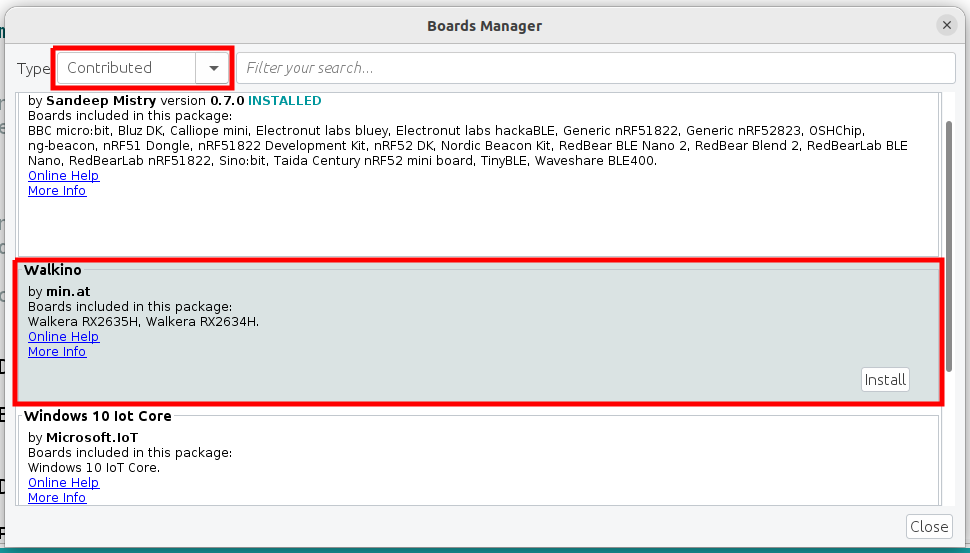 Boards Manager
Type Contributed Filter your search...
by Sandeep Mistry version 0.7.0 INSTALLED
Boards included in this package:
BBC micro:bit, Bluz DK, Calliope mini, Electronut labs bluey, Electronut labs hackaBLE, Generic nRF51822, Generic nRF52823, OSHChip,
ng-beacon, nRF51 Dongle, nRF51822 Development Kit, nRF52 DK, Nordic Beacon Kit, RedBear BLE Nano 2, RedBear Blend 2, RedBearLab BLE
Nano, RedBearLab nRF51822, Sino:bit, Taida Century nRF52 mini board, TinyBLE, Waveshare BLE400.
Online Help
More Info
Walkino
by min.at
Boards included in this package:
Walkera RX2635H, Walkera RX2634H.
Online Help
More Info
Install
Windows 10 Iot Core
by Microsoft.IoT
Boards included in this package:
Windows 10 IoT Core.
Online Help
More Info
Close